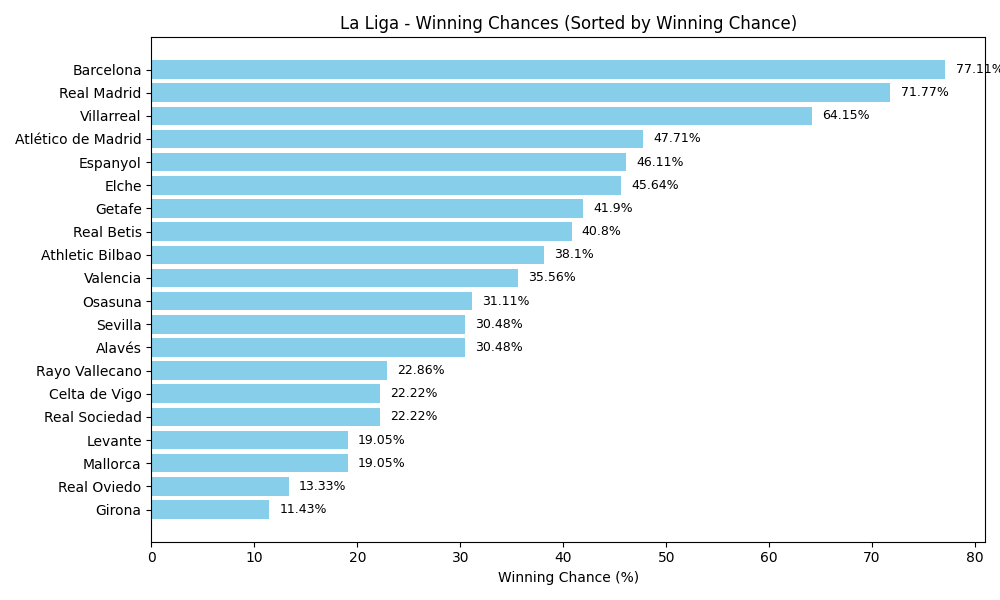 La Liga - Winning Chances (Sorted by Winning Chance)
Barcelona 77.11%
Real Madrid 71.77%
Villarreal 64.15%
Atlético de Madrid 47.71%
Espanyol 46.11%
Elche 45.64%
Getafe 41.9%
Real Betis 40.8%
Athletic Bilbao 38.1%
Valencia 35.56%
Osasuna 31.11%
Sevilla 30.48%
Alavés 30.48%
Rayo Vallecano 22.86%
Celta de Vigo 22.22%
Real Sociedad 22.22%
Levante 19.05%
Mallorca 19.05%
Real Oviedo 13.33%
Girona 11.43%
0 10 20 30 40 50 60 70 80
Winning Chance (%)